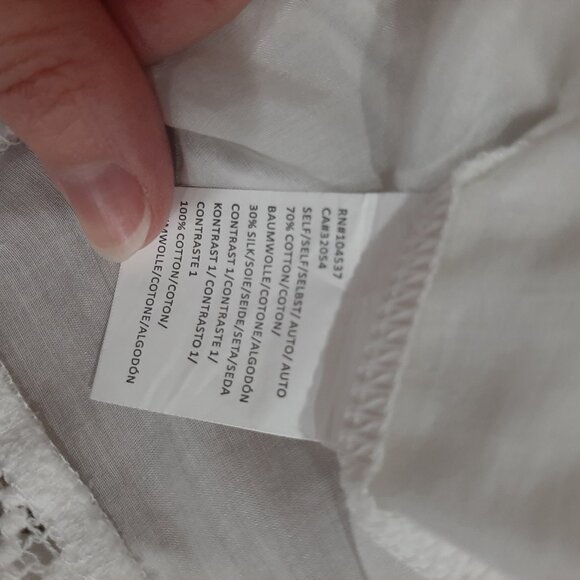 RN#104537
CA#32054
SELF/SELF/SELBST/ AUTO/ AUTO
70% COTTON/COTON/
BAUMWOLLE/COTONE/ALGODÓN
30% SILK/SOIE/SEIDE/SETA/SEDA
CONTRAST 1/CONTRASTE 1/
KONTRAST 1/ CONTRASTO 1/
CONTRASTE 1
100% COTTON/COTON/
MWOLLE/COTONE/ALGODÓN